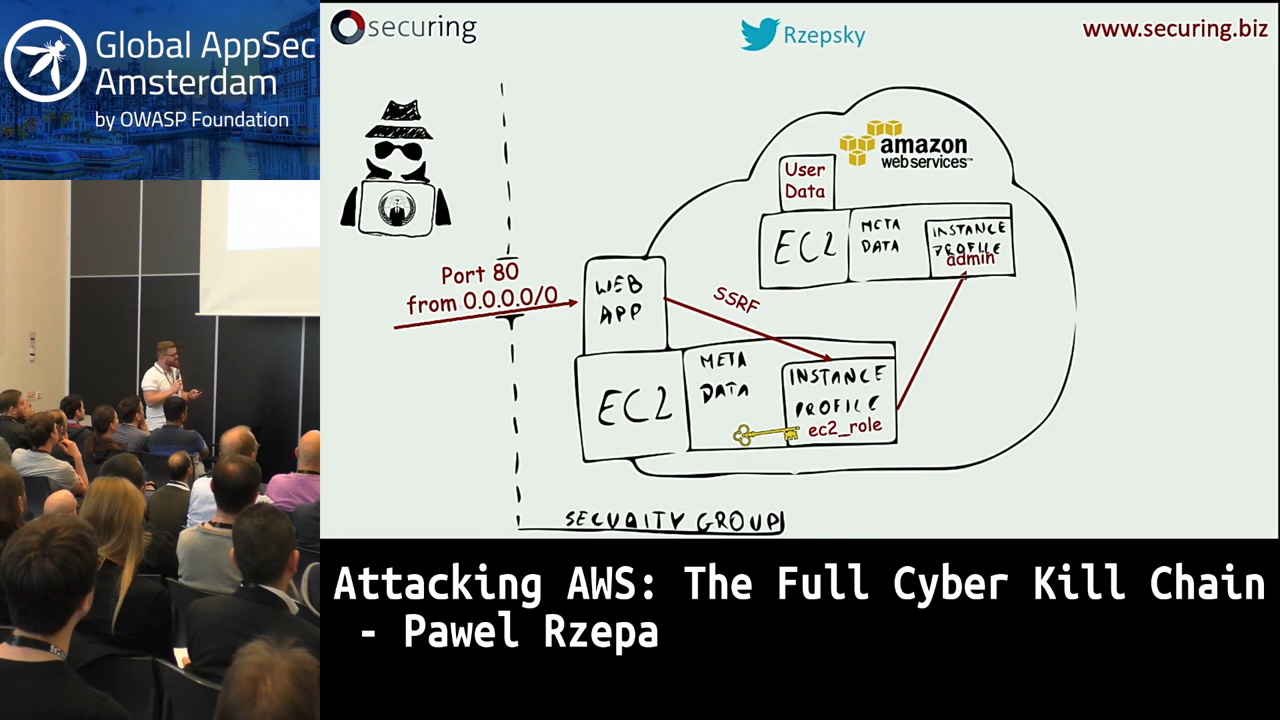 Global AppSec
Amsterdam
by OWASP Foundation
securing
Rzepsky
www.securing.biz
amazon
web services™
User
Data
EC2
META
DATA
INSTANCE
PROFILE
admin
Port 80
from 0.0.0.0/0
WEB
APP
SSRF
EC2
META
DATA
INSTANCE
PROFILE
ec2_role
SECURITY GROUP
Attacking AWS: The Full Cyber Kill Chain
- Pawel Rzepa